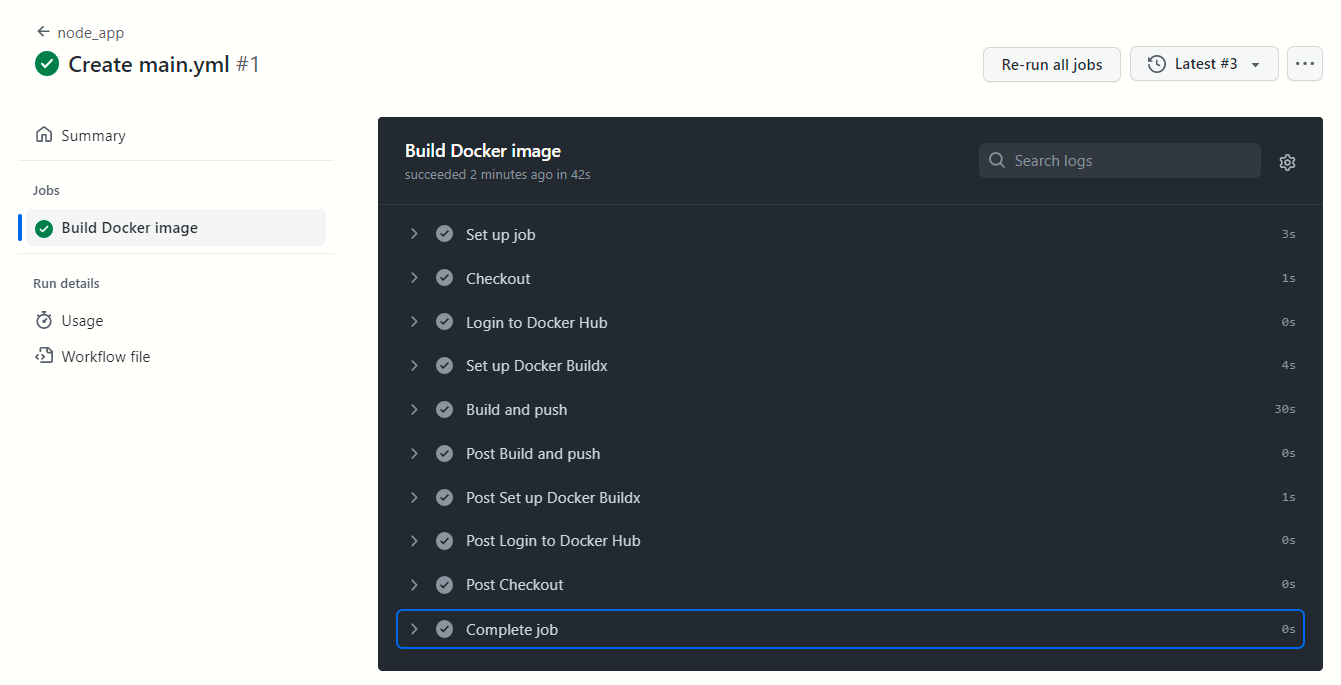 node_app
Create main.yml #1
Re-run all jobs
Latest #3
Summary
Jobs
Build Docker image
Run details
Usage
Workflow file
Build Docker image
succeeded 2 minutes ago in 42s
Search logs
Set up job 3s
Checkout 1s
Login to Docker Hub 0s
Set up Docker Buildx 4s
Build and push 30s
Post Build and push 0s
Post Set up Docker Buildx 1s
Post Login to Docker Hub 0s
Post Checkout 0s
Complete job 0s